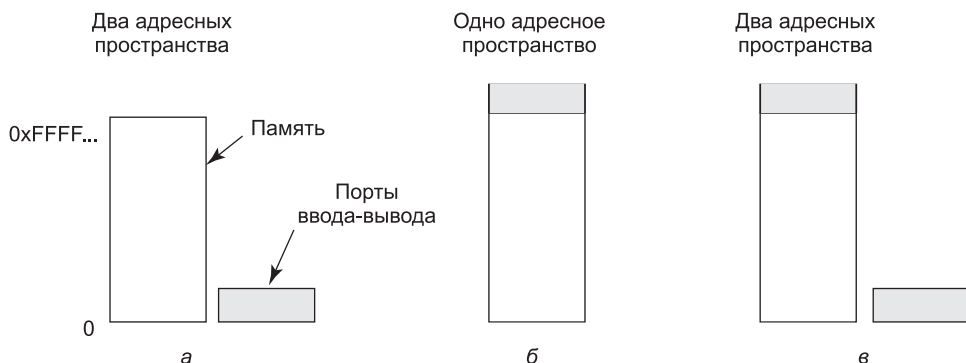 Два адресных
пространства
Одно адресное
пространство
Два адресных
пространства
0xFFFF...
Память
Порты
ввода-вывода
0
а
б
в